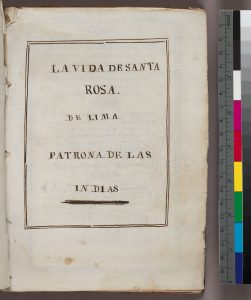 LA VIDA DE SANTA
ROSA.
DE LIMA.
PATRONA DE LAS
INDIAS